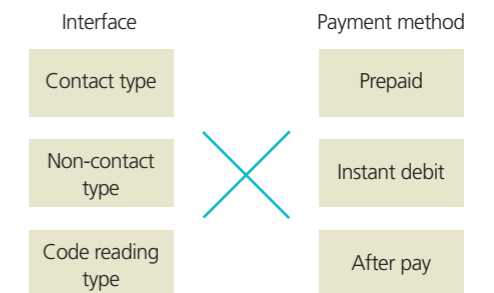 Interface
Payment method
Contact type
Prepaid
Non-contact
type
Instant debit
Code reading
type
After pay